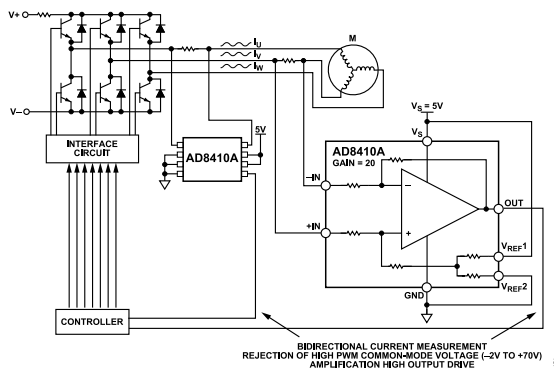 V+
V–
IU
IV
IW
M
INTERFACE
CIRCUIT
5V
AD8410A
CONTROLLER
VS = 5V
VS
AD8410A
GAIN = 20
–IN
+IN
OUT
VREF1
VREF2
GND
BIDIRECTIONAL CURRENT MEASUREMENT
REJECTION OF HIGH PWM COMMON-MODE VOLTAGE (–2V TO +70V)
AMPLIFICATION HIGH OUTPUT DRIVE